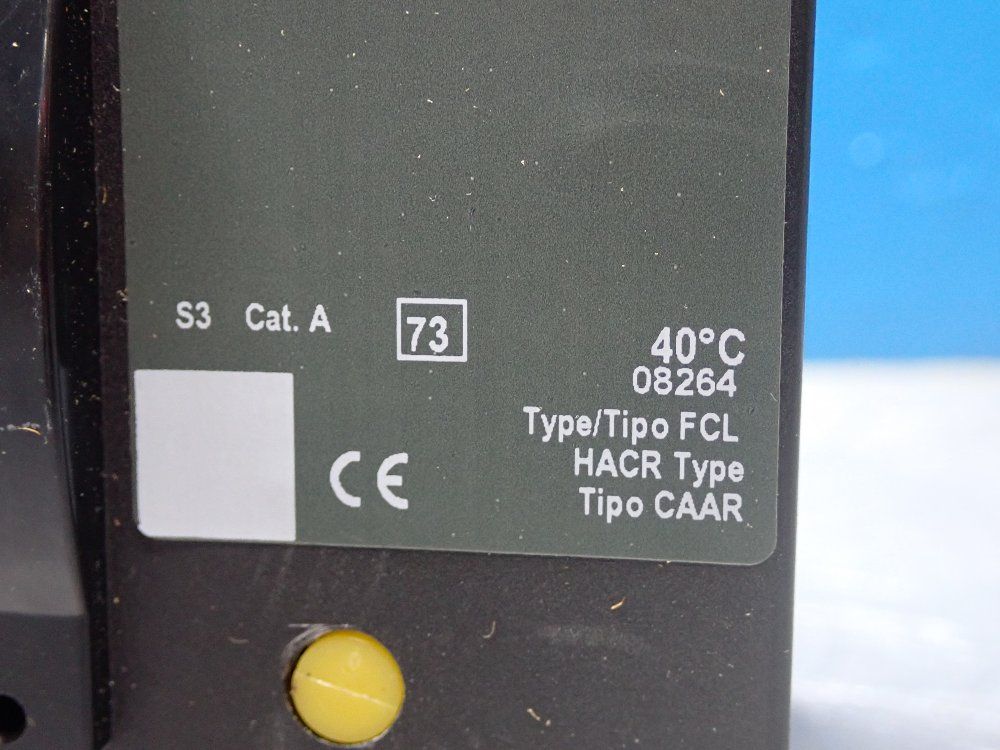 S3 Cat. A 73
40°C
08264
Type/Tipo FCL
HACR Type
Tipo CAAR
CE